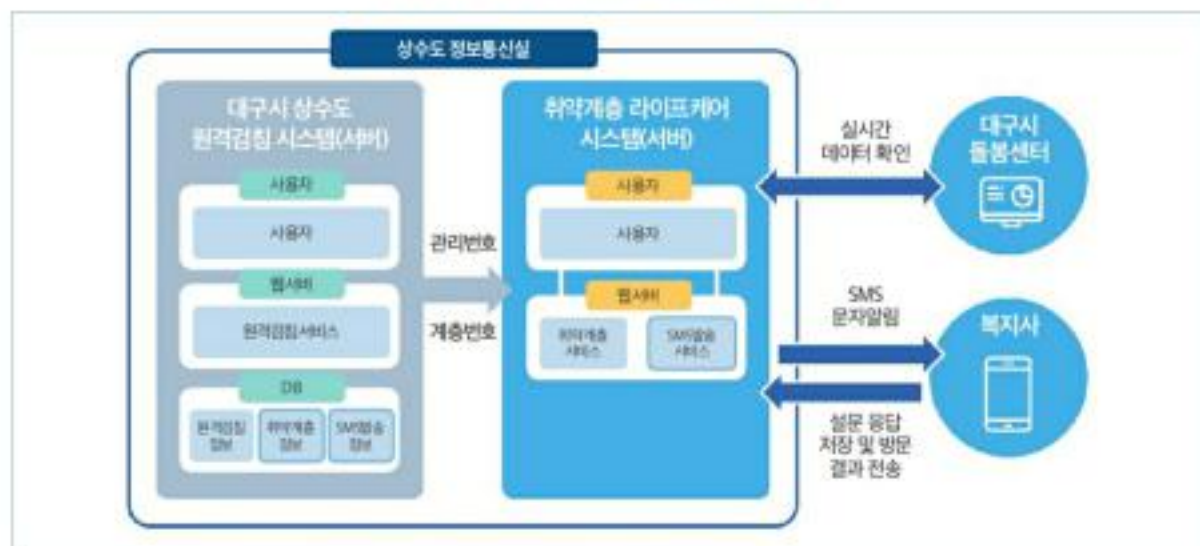 상수도 정보통신실
대구시 상수도
원격검침 시스템(서버)
사용자
사용자
웹서버
원격검침서비스
DB
원격검침
정보
취약계층
정보
SMS발송
정보
관리번호
계층번호
취약계층 라이프케어
시스템(서버)
사용자
사용자
웹서버
취약계층
서비스
SMS발송
서비스
실시간
데이터 확인
대구시
돌봄센터
SMS
문자알림
복지사
설문 응답
저장 및 방문
결과 전송